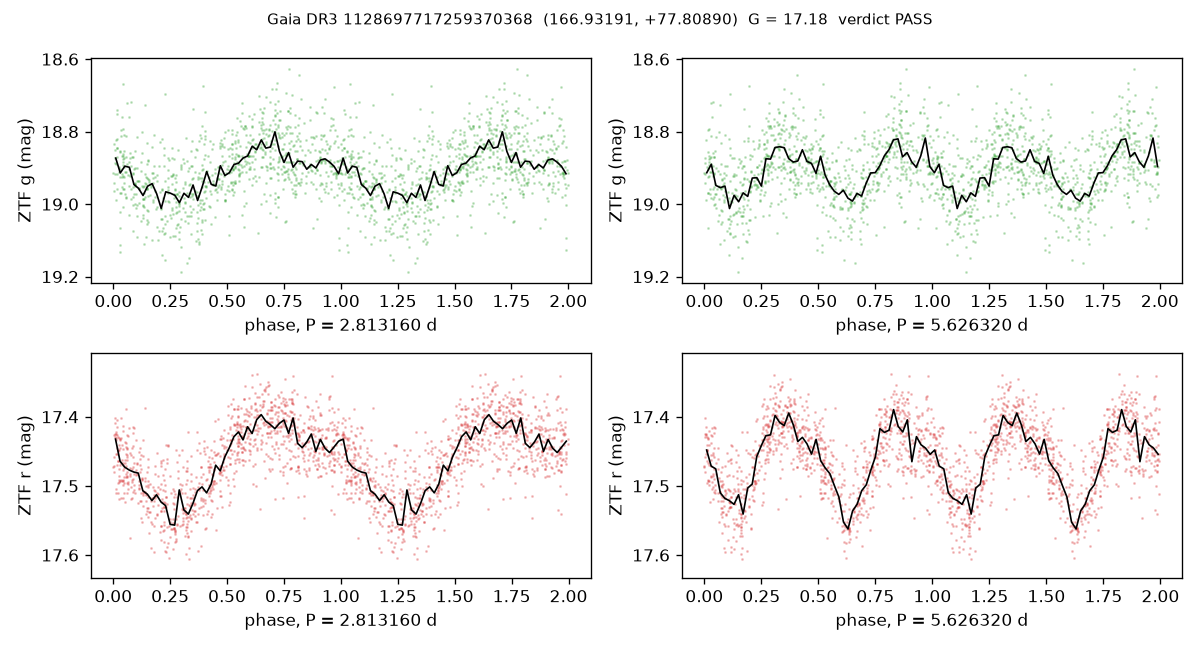 Gaia DR3 1128697717259370368 (166.93191, +77.80890) G = 17.18 verdict PASS
ZTF g (mag)
18.6
18.8
19.0
19.2
0.00 0.25 0.50 0.75 1.00 1.25 1.50 1.75 2.00
phase, P = 2.813160 d
ZTF g (mag)
18.6
18.8
19.0
19.2
0.00 0.25 0.50 0.75 1.00 1.25 1.50 1.75 2.00
phase, P = 5.626320 d
ZTF r (mag)
17.4
17.5
17.6
0.00 0.25 0.50 0.75 1.00 1.25 1.50 1.75 2.00
phase, P = 2.813160 d
ZTF r (mag)
17.4
17.5
17.6
0.00 0.25 0.50 0.75 1.00 1.25 1.50 1.75 2.00
phase, P = 5.626320 d